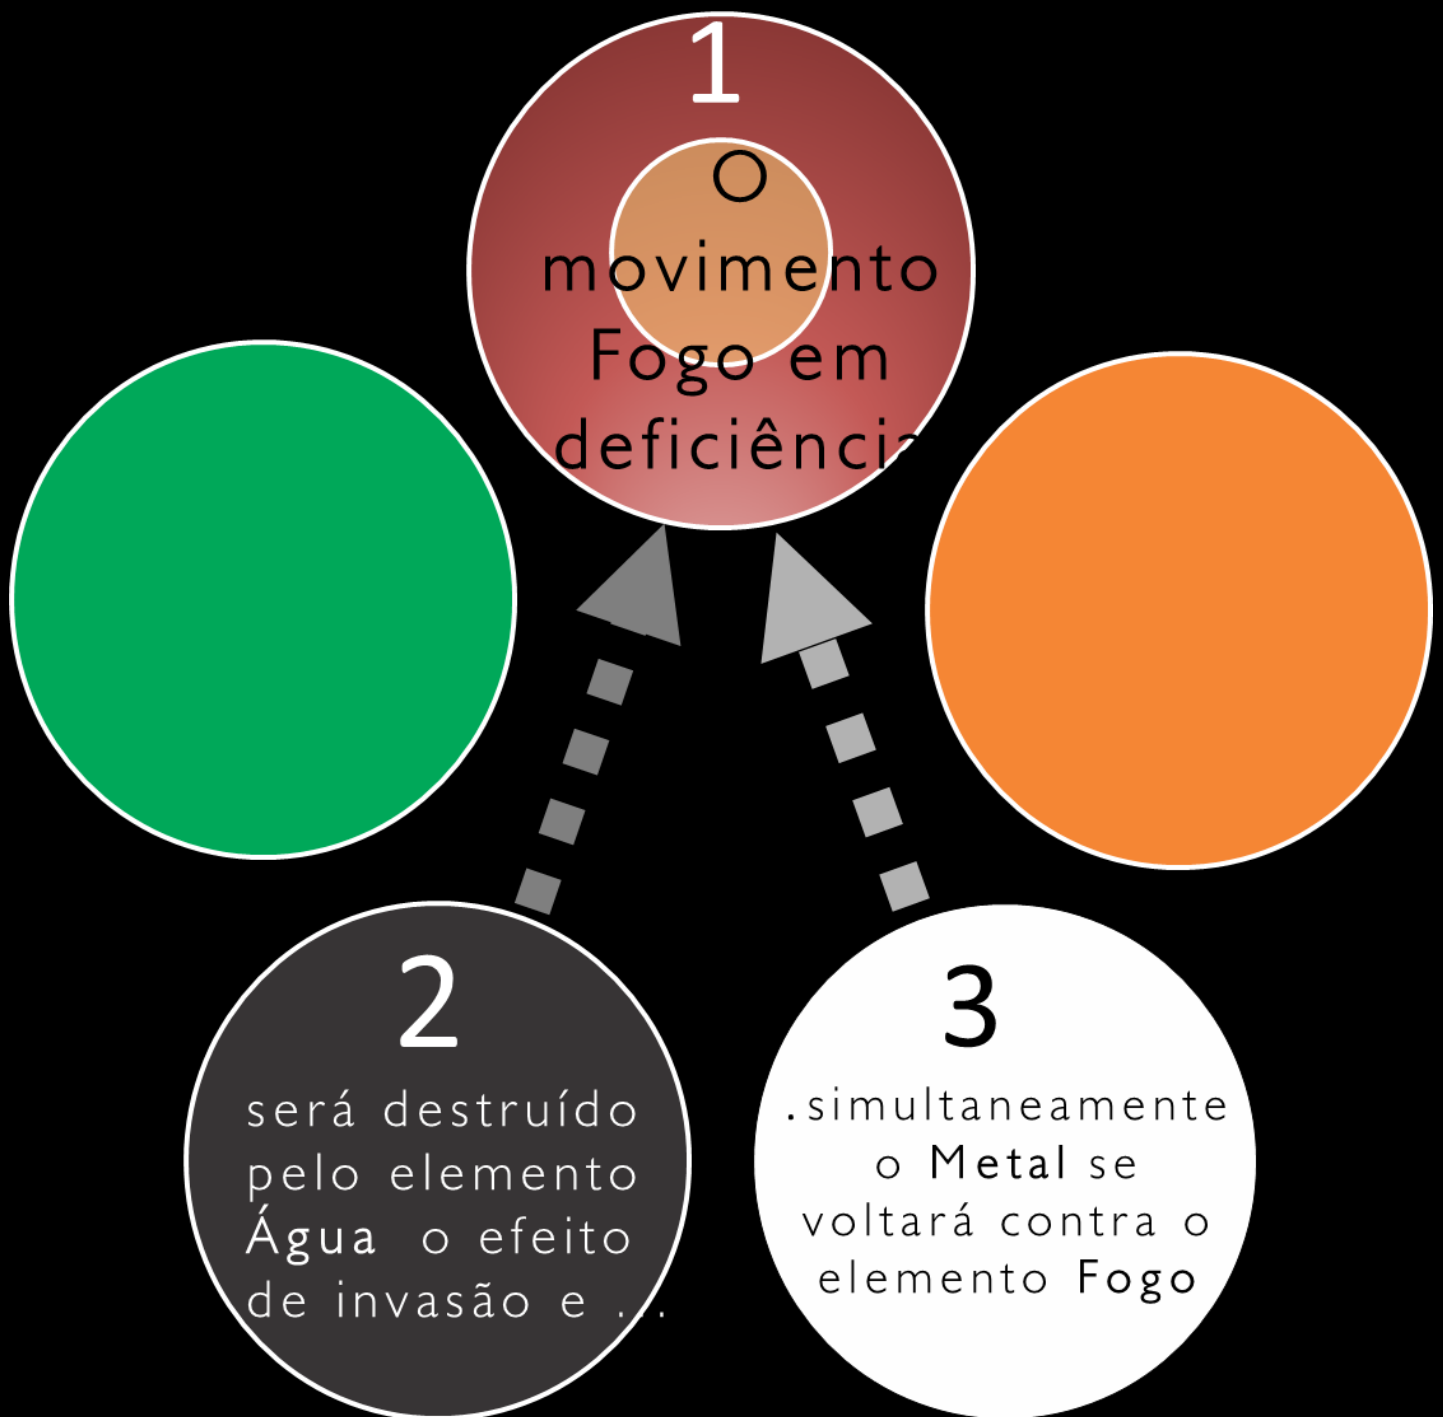 1
O
movimento
Fogo em
deficiência
2
será destruído
pelo elemento
Água o efeito
de invasão e ...
3
.simultaneamente
o Metal se
voltará contra o
elemento Fogo